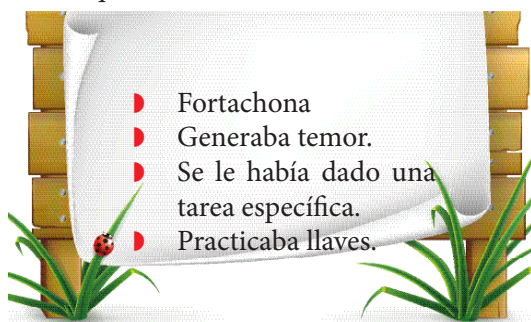 Fortachona
Generaba temor.
Se le había dado una
tarea específica.
Practicaba llaves.